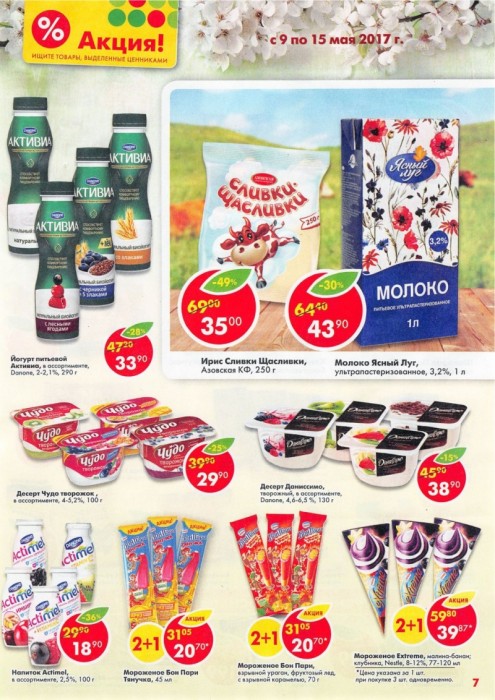 %
Акция!
ИЩИТЕ ТОВАРЫ, ВЫДЕЛЕННЫЕ ЦЕННИКАМИ
с 9 по 15 мая 2017 г.
АКТИВИА
АКТИВИА
АКТИВИА
АКТИВИА
СЛИВКИ-
ЩАСЛИВКИ
250 г
Ясный
луг
3,2%
МОЛОКО
ПИТЬЕВОЕ УЛЬТРАПАСТЕРИЗОВАННОЕ
1л
-49%
69.00
35 00
-30%
64.40
43 90
Йогурт питьевой
Активиа, в ассортименте,
Danone, 2-2,1%, 290 г
-28%
47.20
33 90
Ирис Сливки Щасливки,
Азовская КФ, 250 г
Молоко Ясный Луг,
ультрапастеризованное, 3,2%, 1 л
Чудо
Чудо
Чудо
Чудо
-25%
39.90
29 90
Десерт Чудо творожок ,
в ассортименте, 4-5,2%, 100 г
Даниссимо
Даниссимо
-15%
45.90
38 90
Десерт Даниссимо,
творожный, в ассортименте,
Danone, 4,6-6,5 %, 130 г
Actimel
Actimel
Actimel
Actimel
-36%
29.90
18 90
Напиток Actimel,
в ассортименте, 2,5%, 100 г
2+1
АКЦИЯ
31 05
20 70*
Мороженое Бон Пари
Тянучка, 45 мл
2+1
АКЦИЯ
31 05
20 70*
Мороженое Бон Пари,
взрывной ураган, фруктовый лед,
с взрывной карамелью, 72 г
2+1
АКЦИЯ
59 80
39 87*
Мороженое Extreme, малина-банан;
клубника, Nestle, 8-12%, 77-120 мл
*Цена указана за 1 шт.
при покупке 3 шт. одновременно.
7